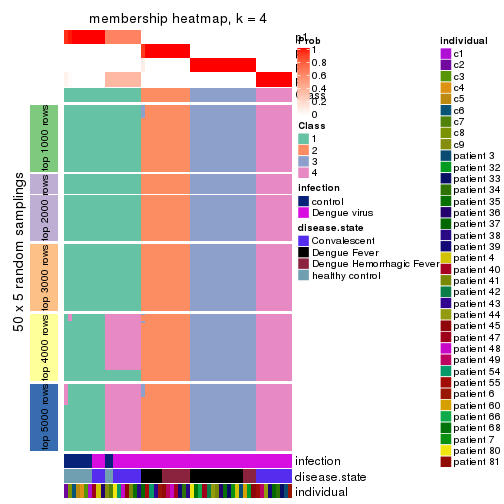 membership heatmap, k = 4
50 x 5 random samplings
top 1000 rows
top 2000 rows
top 3000 rows
top 4000 rows
top 5000 rows
p1
Prob
1
0.8
0.6
0.4
0.2
0
Class
1
2
3
4
infection
control
Dengue virus
disease.state
Convalescent
Dengue Fever
Dengue Hemorrhagic Fever
healthy control
infection
disease.state
individual
individual
c1
c2
c3
c4
c5
c6
c7
c8
c9
patient 3
patient 32
patient 33
patient 34
patient 35
patient 36
patient 37
patient 38
patient 39
patient 4
patient 40
patient 41
patient 42
patient 43
patient 44
patient 45
patient 47
patient 48
patient 49
patient 54
patient 55
patient 6
patient 60
patient 66
patient 68
patient 7
patient 80
patient 81